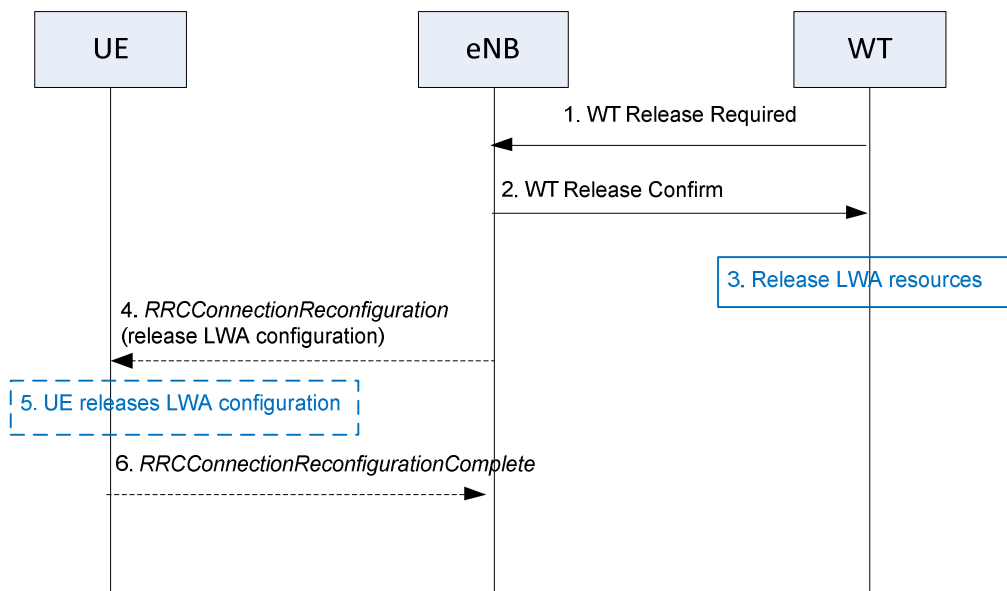 UE
eNB
WT
1. WT Release Required
2. WT Release Confirm
3. Release LWA resources
4. RRCConnectionReconfiguration
(release LWA configuration)
5. UE releases LWA configuration
6. RRCConnectionReconfigurationComplete